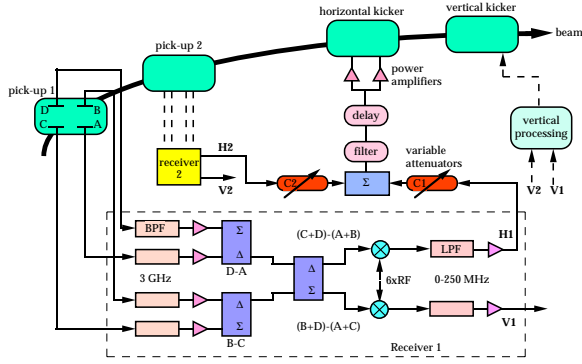 horizontal kicker
vertical kicker
beam
pick-up 2
power
amplifiers
pick-up 1
D
B
C
A
delay
vertical
processing
filter
variable
attenuators
receiver
2
H2
V2
C2
Σ
C1
V2
V1
BPF
Σ
Δ
D-A
(C+D)-(A+B)
LPF
H1
3 GHz
Δ
Σ
6xRF
0-250 MHz
Δ
Σ
B-C
(B+D)-(A+C)
V1
Receiver 1